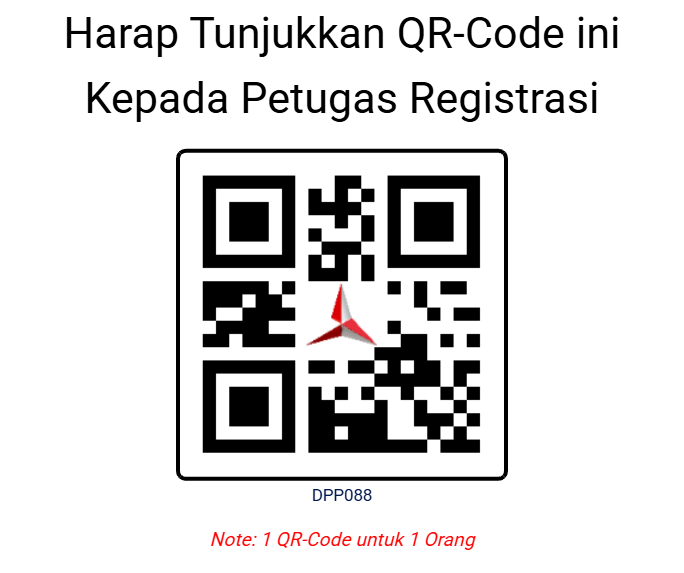 Harap Tunjukkan QR-Code ini
Kepada Petugas Registrasi
DPP088
Note: 1 QR-Code untuk 1 Orang